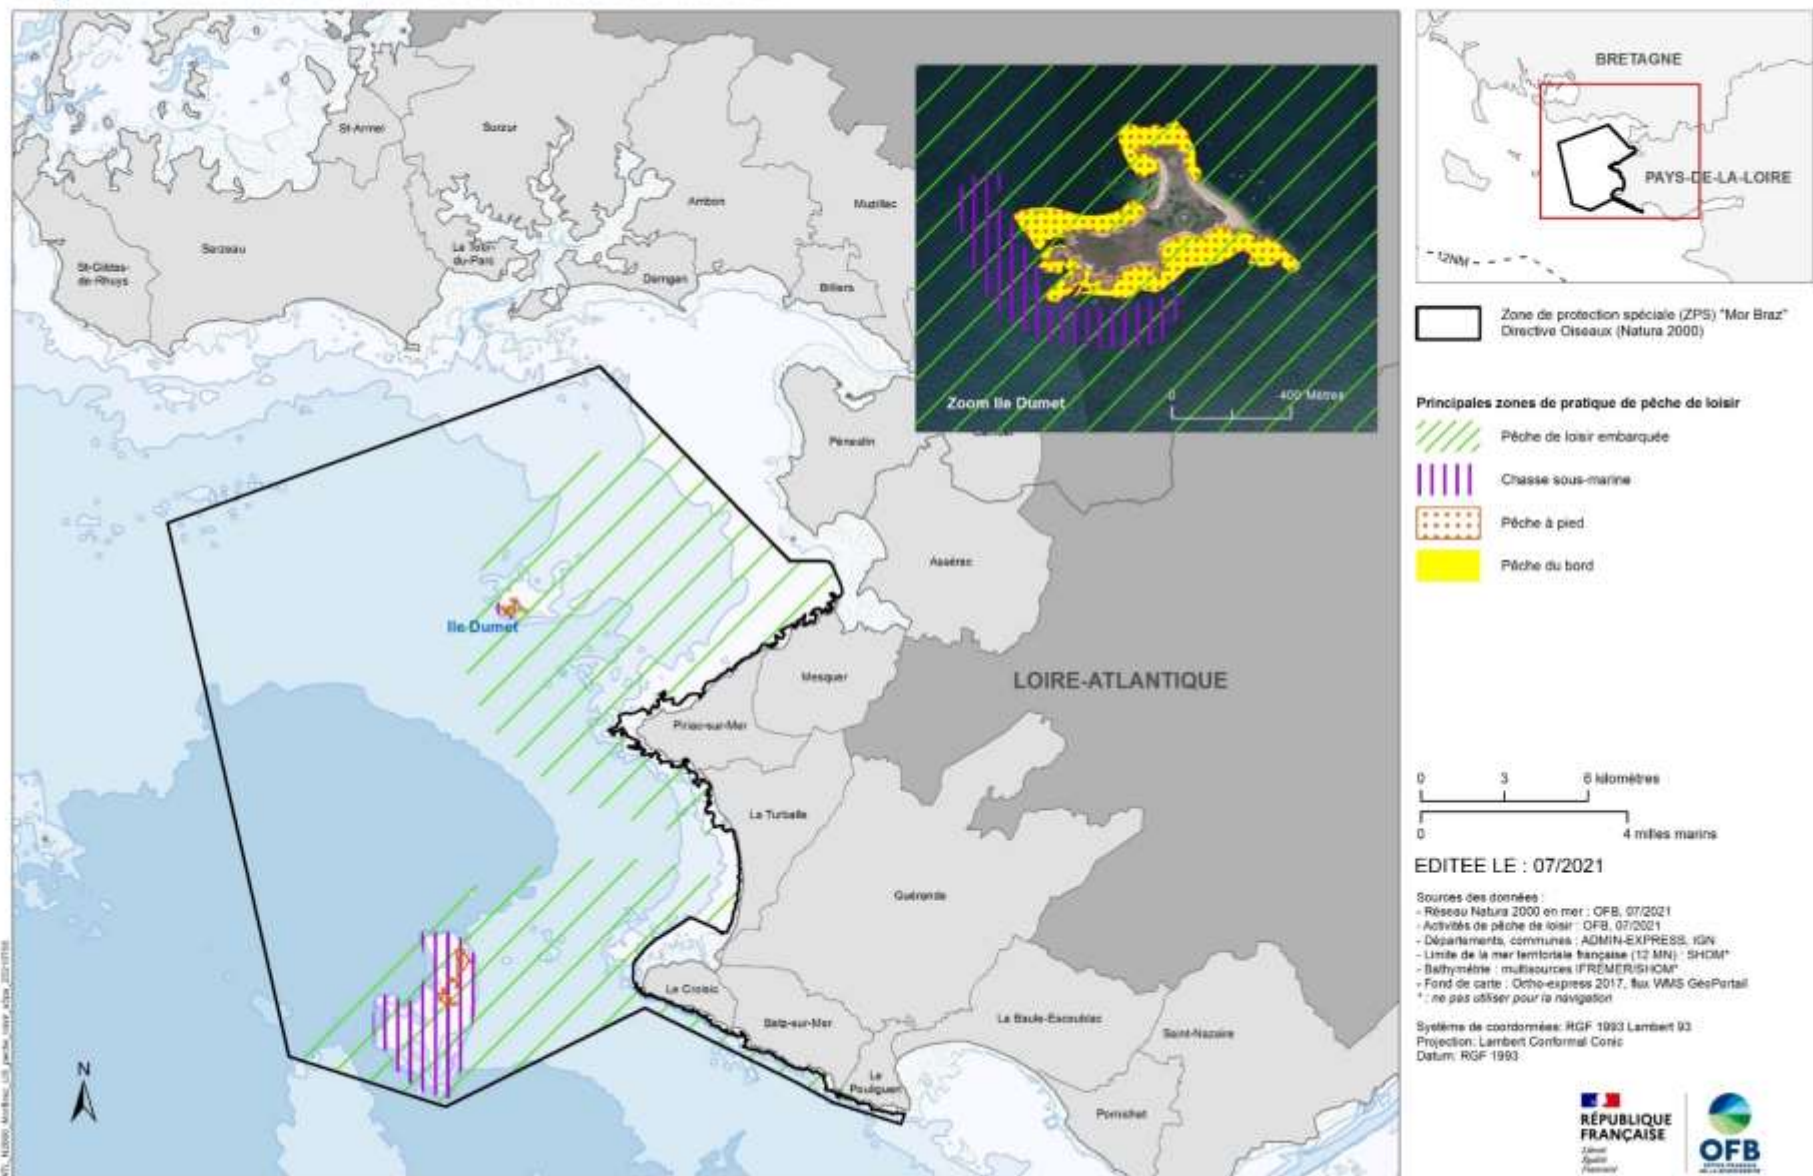 St-Armel
Surzur
Ambon
Muzillac
Sarzeau
La Tour-
du-Parc
St-Gildas-
de-Rhuys
Damgan
Billiers
Pénestin
Assérac
Ile Dumet
Mesquer
LOIRE-ATLANTIQUE
Piriac-sur-Mer
La Turballe
Guérande
Le Croisic
Batz-sur-Mer
La Baule-Escoublac
Saint-Nazaire
Le
Pouliguen
Pornichet
N
Zoom Ile Dumet
0 400 Mètres
BRETAGNE
PAYS-DE-LA-LOIRE
12NM
Zone de protection spéciale (ZPS) "Mor Braz"
Directive Oiseaux (Natura 2000)
Principales zones de pratique de pêche de loisir
Pêche de loisir embarquée
Chasse sous-marine
Pêche à pied
Pêche du bord
0 3 6 kilomètres
0 4 milles marins
EDITEE LE : 07/2021
Sources des données :
- Réseau Natura 2000 en mer : OFB, 07/2021
- Activités de pêche de loisir : OFB, 07/2021
- Départements, communes : ADMIN-EXPRESS, IGN
- Limite de la mer territoriale française (12 MN) : SHOM*
- Bathymétrie : multisources IFREMER/SHOM*
- Fond de carte : Ortho-express 2017, flux WMS GéoPortail
* : ne pas utiliser pour la navigation
Système de coordonnées: RGF 1993 Lambert 93
Projection: Lambert Conformal Conic
Datum: RGF 1993
RÉPUBLIQUE
FRANÇAISE
Liberté
Égalité
Fraternité
OFB